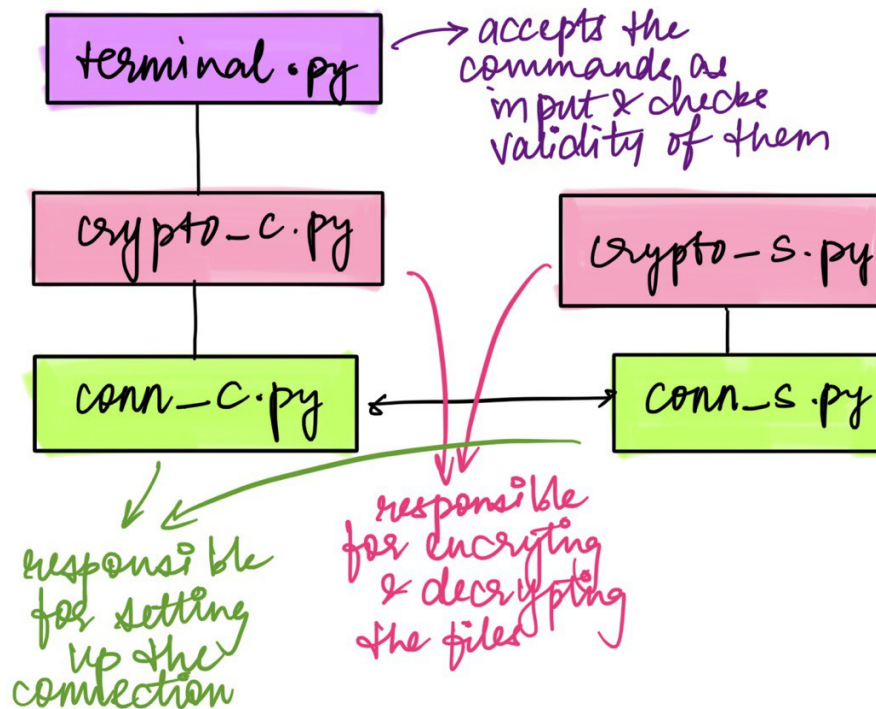 terminal.py
accepts the
commands as
input & checks
validity of them
crypto_c.py
crypto_s.py
conn_c.py
conn_s.py
responsible
for setting
up the
connection
responsible
for encryting
& decrypting
the files